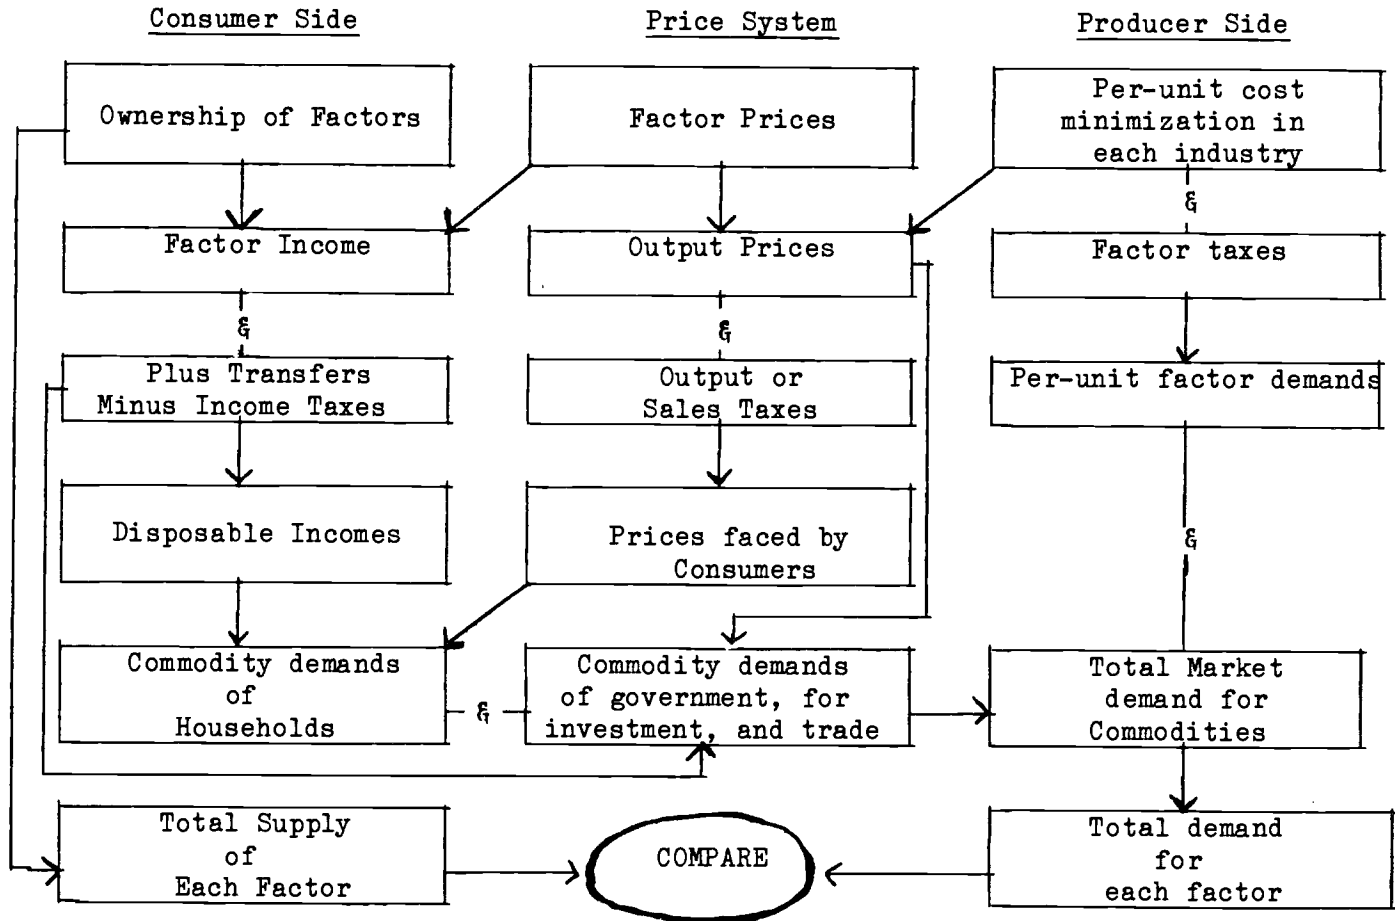 Consumer Side
Price System
Producer Side
Ownership of Factors
Factor Prices
Per-unit cost
minimization in
each industry
&
Factor Income
Output Prices
Factor taxes
&
&
Plus Transfers
Minus Income Taxes
Output or
Sales Taxes
Per-unit factor demands
Disposable Incomes
Prices faced by
Consumers
&
Commodity demands
of
Households
&
Commodity demands
of government, for
investment, and trade
Total Market
demand for
Commodities
Total Supply
of
Each Factor
COMPARE
Total demand
for
each factor